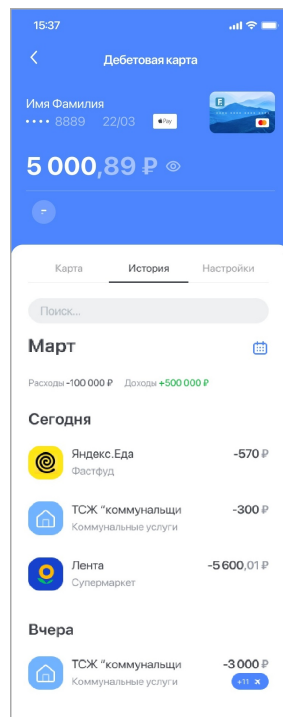 15:37
Дебетовая карта
Имя Фамилия
•••• 8889 22/03 Pay
5 000,89 ₽
Карта История Настройки
Поиск...
Март
Расходы -100 000 ₽ Доходы +500 000 ₽
Сегодня
Яндекс.Еда -570 ₽
Фастфуд
ТСЖ “коммунальщи -300 ₽
Коммунальные услуги
Лента -5 600,01 ₽
Супермаркет
Вчера
ТСЖ “коммунальщи -3 000 ₽
Коммунальные услуги +11